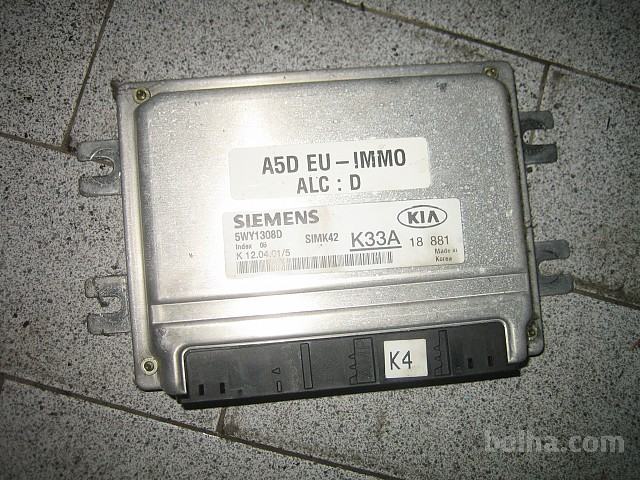 A5D EU-IMMO
ALC : D
SIEMENS KIA
5WY1308D SIMK42 K33A 18 881
Index 06 Made in
K 12.04.01/5 Korea
K4
bolha.com